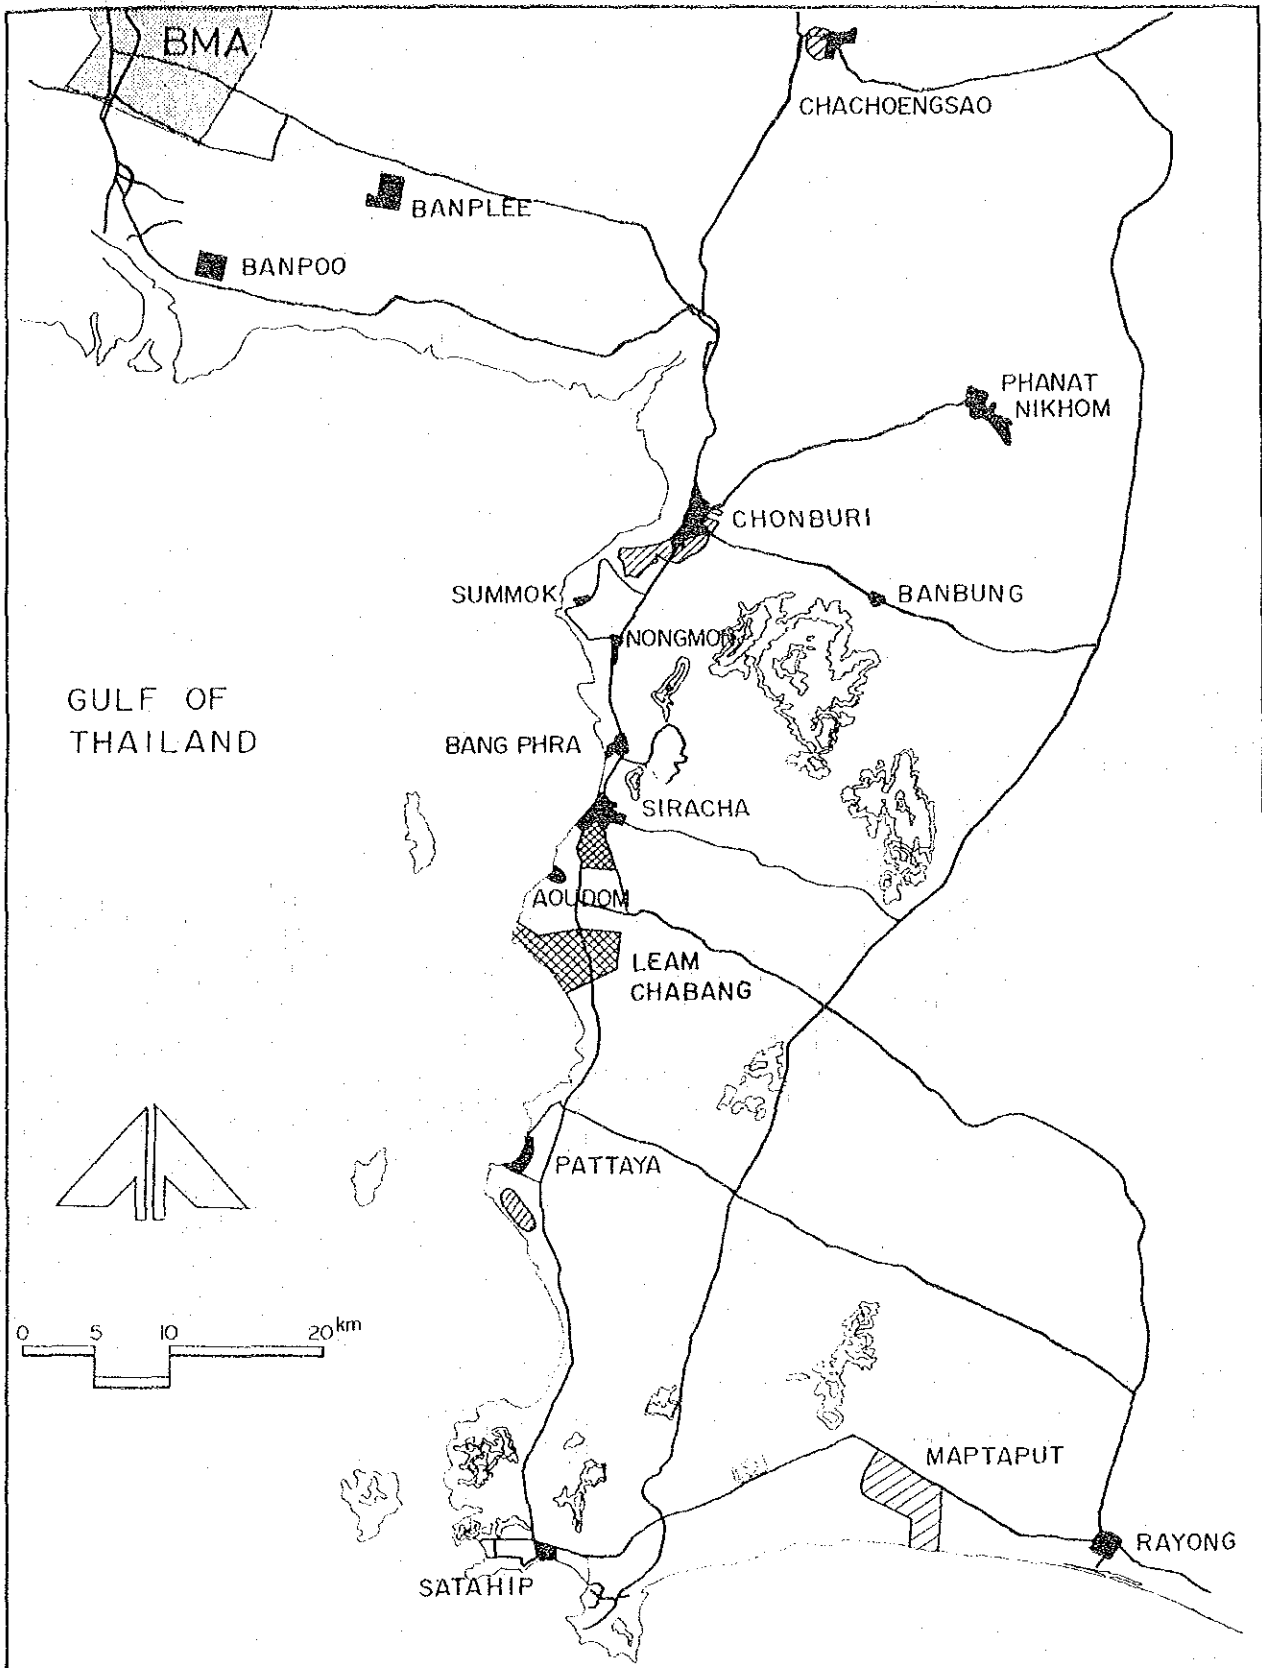 BMA
CHACHOENGSAO
BANPLEE
BANPOO
PHANAT
NIKHOM
CHONBURI
SUMMOK
BANBUNG
NONGMON
GULF OF
THAILAND
BANG PHRA
SIRACHA
AOUDOM
LEAM
CHABANG
PATTAYA
0 5 10 20 km
MAPTAPUT
RAYONG
SATAHIP